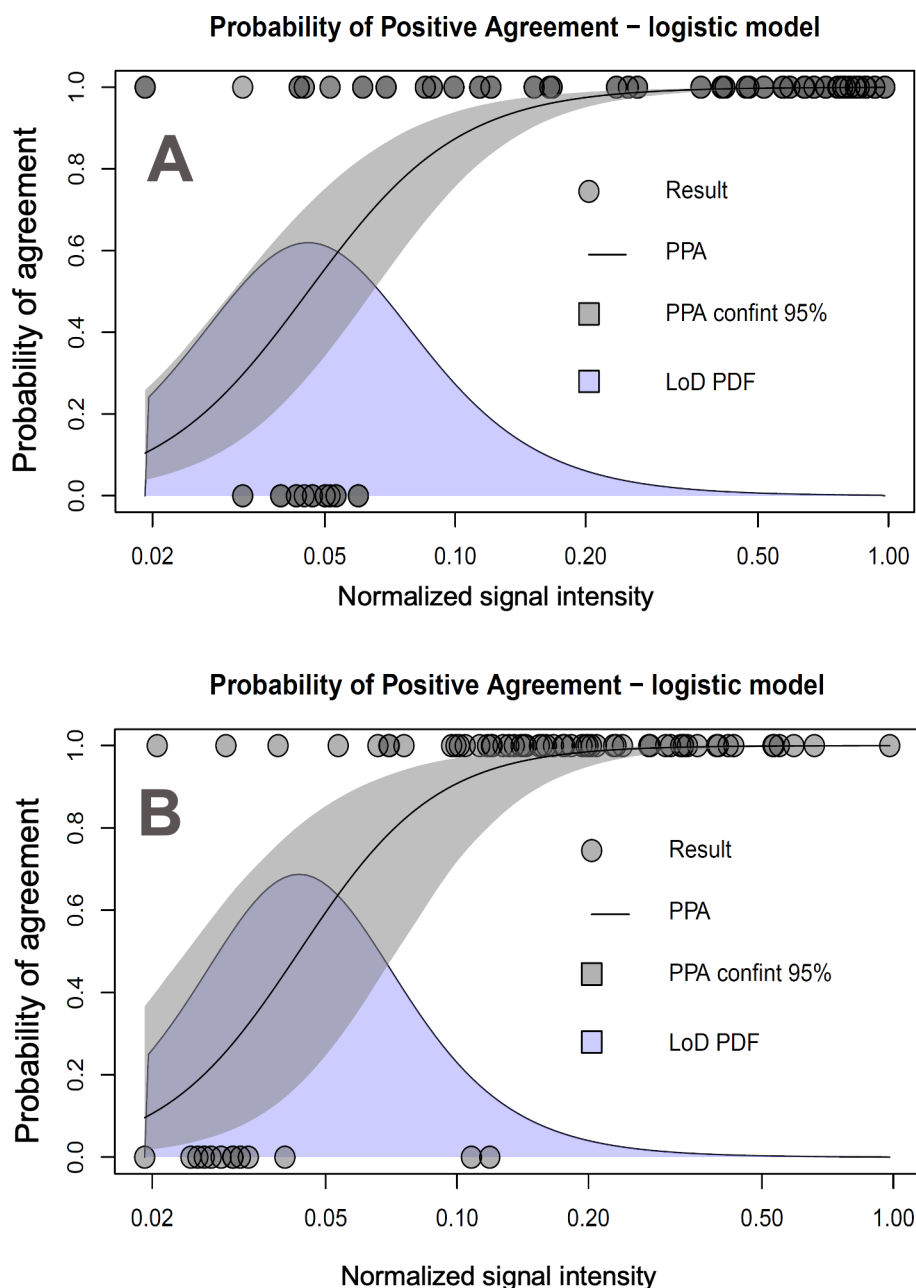 Probability of Positive Agreement − logistic model
A
Probability of agreement
1.0
0.8
0.6
0.4
0.2
0.0
Result
PPA
PPA confint 95%
LoD PDF
0.02 0.05 0.10 0.20 0.50 1.00
Normalized signal intensity
Probability of Positive Agreement − logistic model
B
Probability of agreement
1.0
0.8
0.6
0.4
0.2
0.0
Result
PPA
PPA confint 95%
LoD PDF
0.02 0.05 0.10 0.20 0.50 1.00
Normalized signal intensity